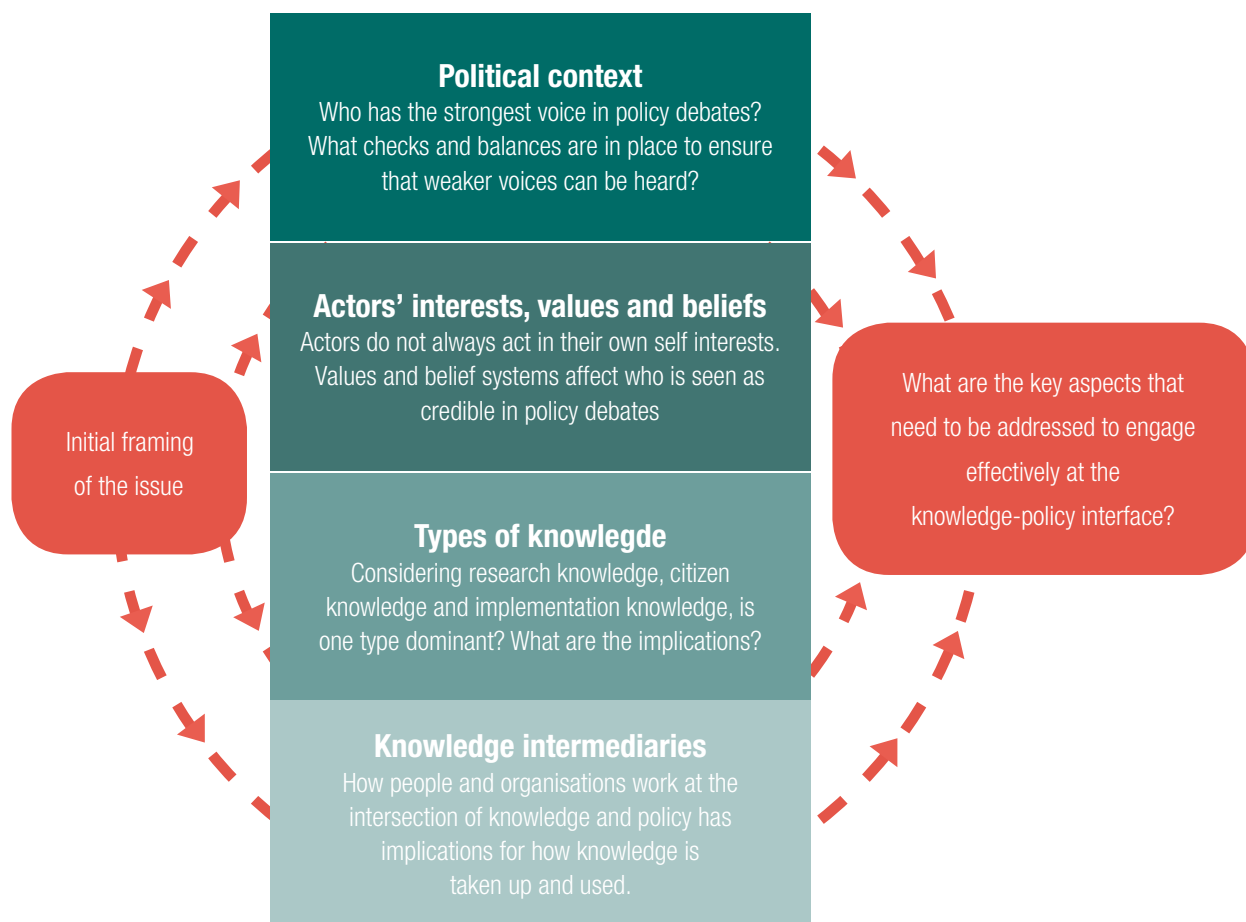 Political context
Who has the strongest voice in policy debates?
What checks and balances are in place to ensure
that weaker voices can be heard?
Actors’ interests, values and beliefs
Actors do not always act in their own self interests.
Values and belief systems affect who is seen as
credible in policy debates
Initial framing
of the issue
What are the key aspects that
need to be addressed to engage
effectively at the
knowledge-policy interface?
Types of knowlegde
Considering research knowledge, citizen
knowledge and implementation knowledge, is
one type dominant? What are the implications?
Knowledge intermediaries
How people and organisations work at the
intersection of knowledge and policy has
implications for how knowledge is
taken up and used.